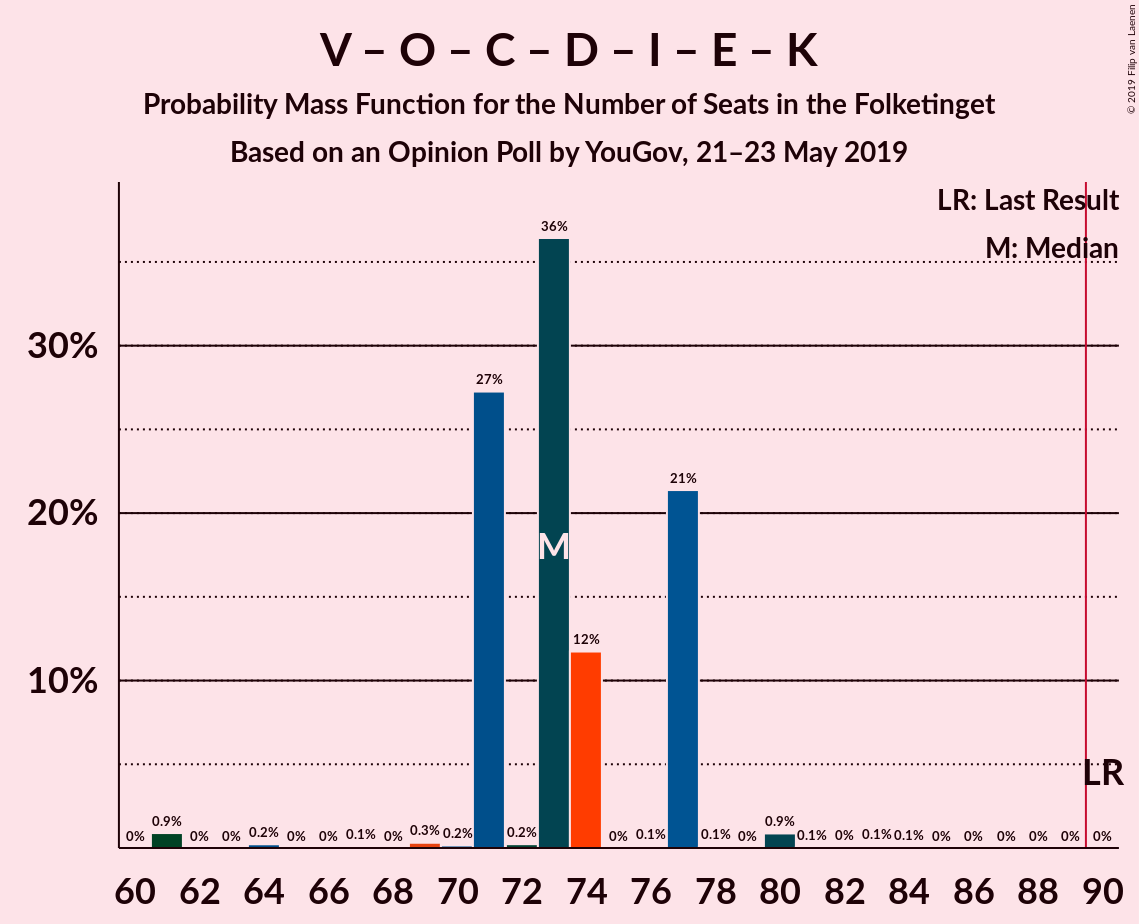 V – O – C – D – I – E – K
Probability Mass Function for the Number of Seats in the Folketinget
Based on an Opinion Poll by YouGov, 21–23 May 2019
© 2019 Filip van Laenen
LR: Last Result
M: Median
30%
20%
10%
0% 0.9% 0% 0% 0.2% 0% 0% 0.1% 0% 0.3% 0.2% 27% 0.2% 36% 12% 0% 0.1% 21% 0.1% 0% 0.9% 0.1% 0% 0.1% 0.1% 0% 0% 0% 0% 0% 0%
M
LR
60 62 64 66 68 70 72 74 76 78 80 82 84 86 88 90